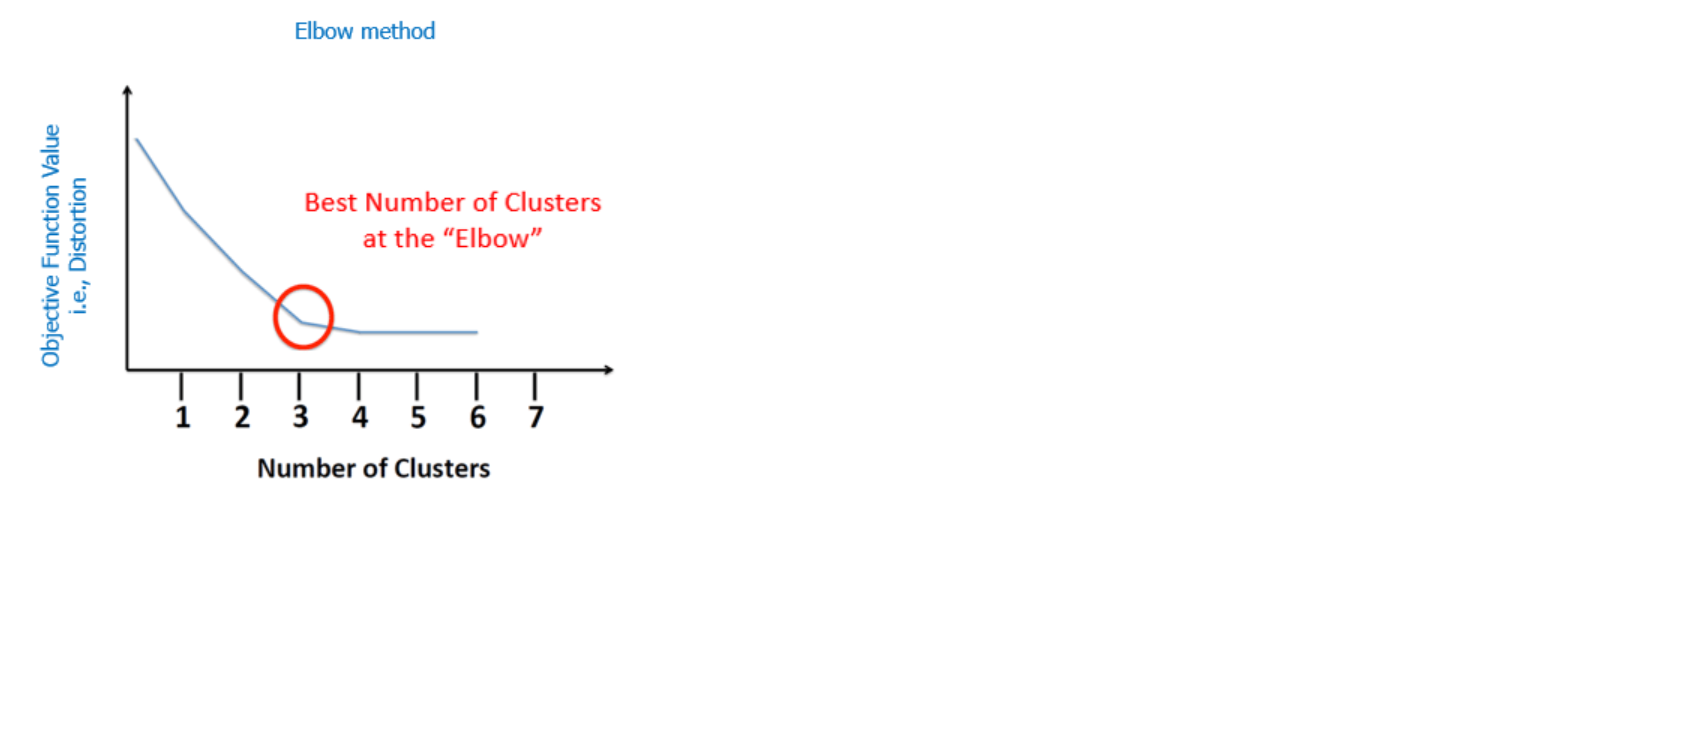 Elbow method
Objective Function Value
i.e., Distortion
Best Number of Clusters
at the “Elbow”
1 2 3 4 5 6 7
Number of Clusters